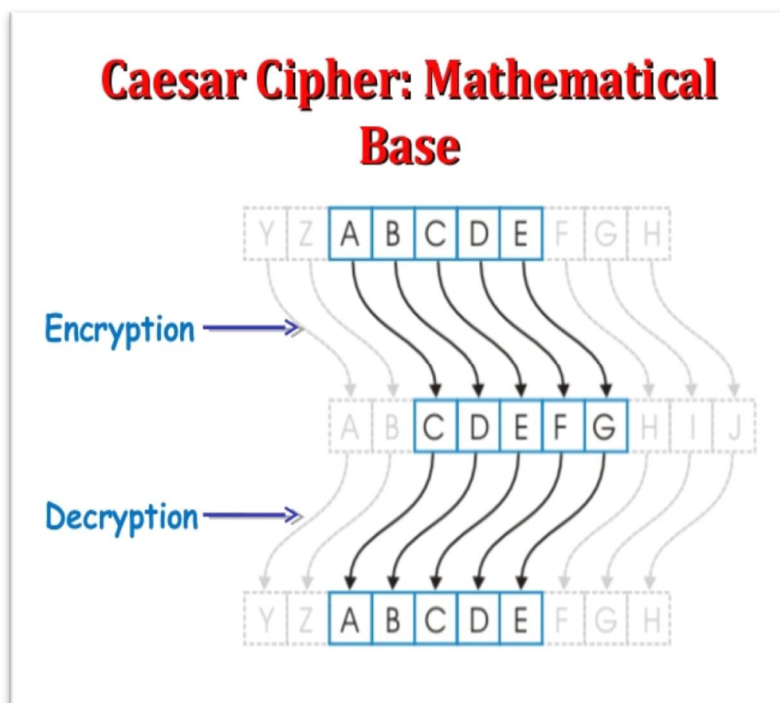 Caesar Cipher: Mathematical
Base
Y Z A B C D E F G H
Encryption
A B C D E F G H I J
Decryption
Y Z A B C D E F G H